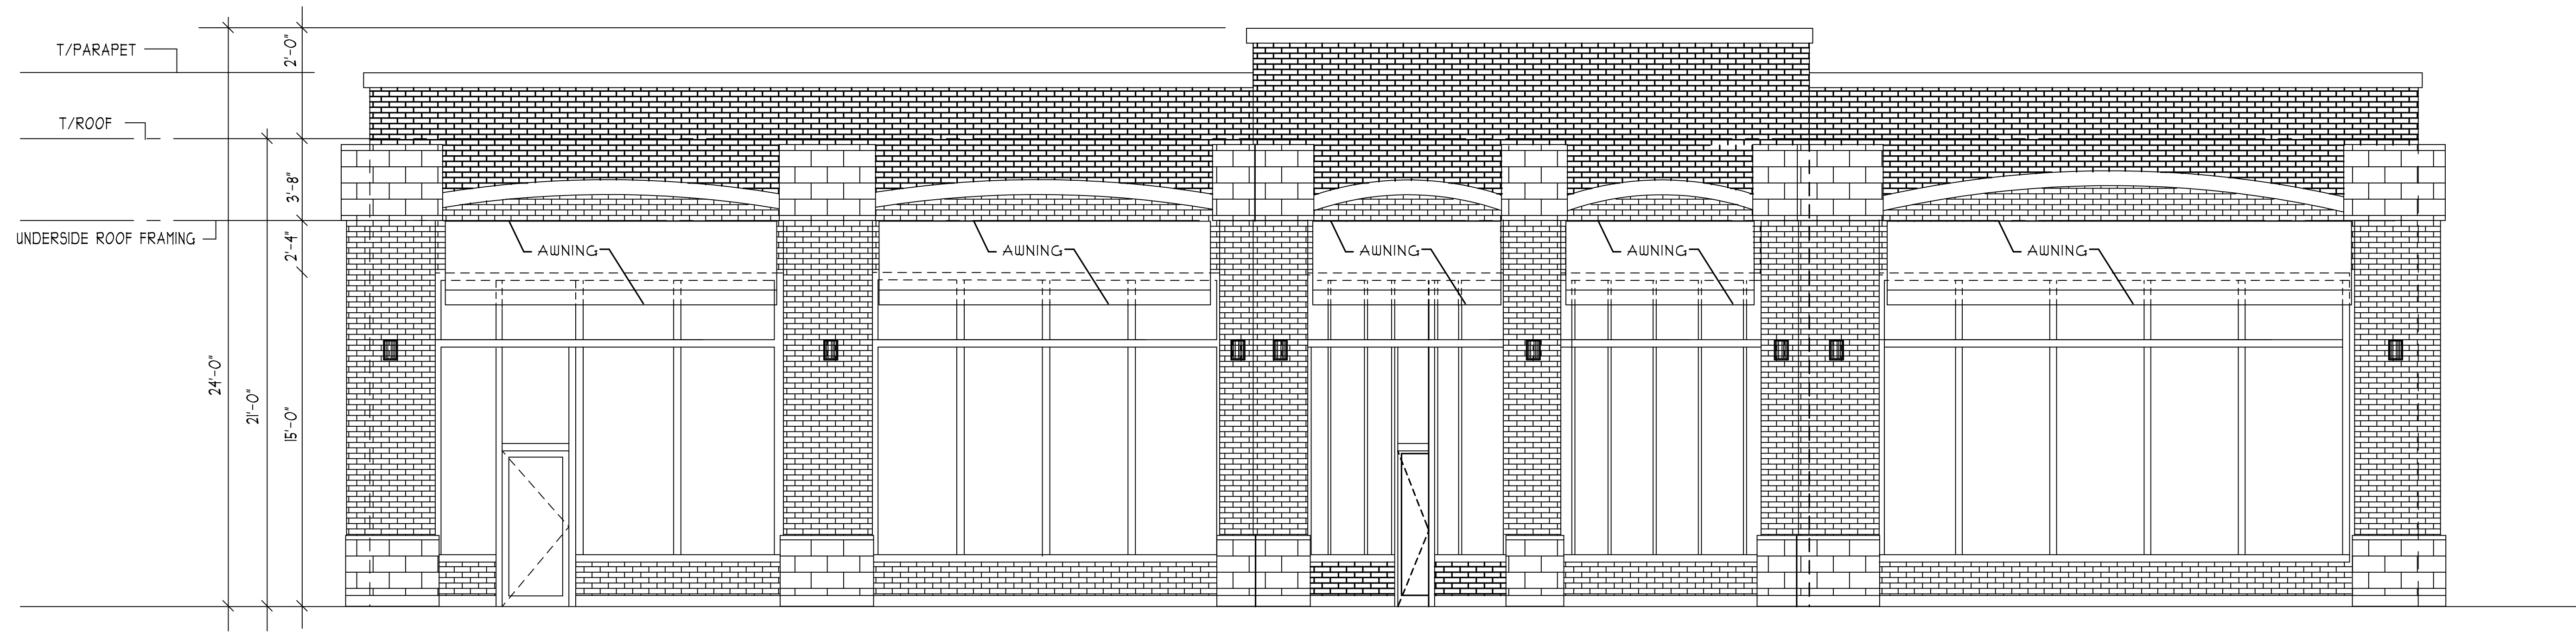 T/PARAPET
2'-0"
T/ROOF
3'-8"
UNDERSIDE ROOF FRAMING
2'-4"
AWNING
AWNING
AWNING
AWNING
AWNING
24'-0"
21'-0"
15'-0"